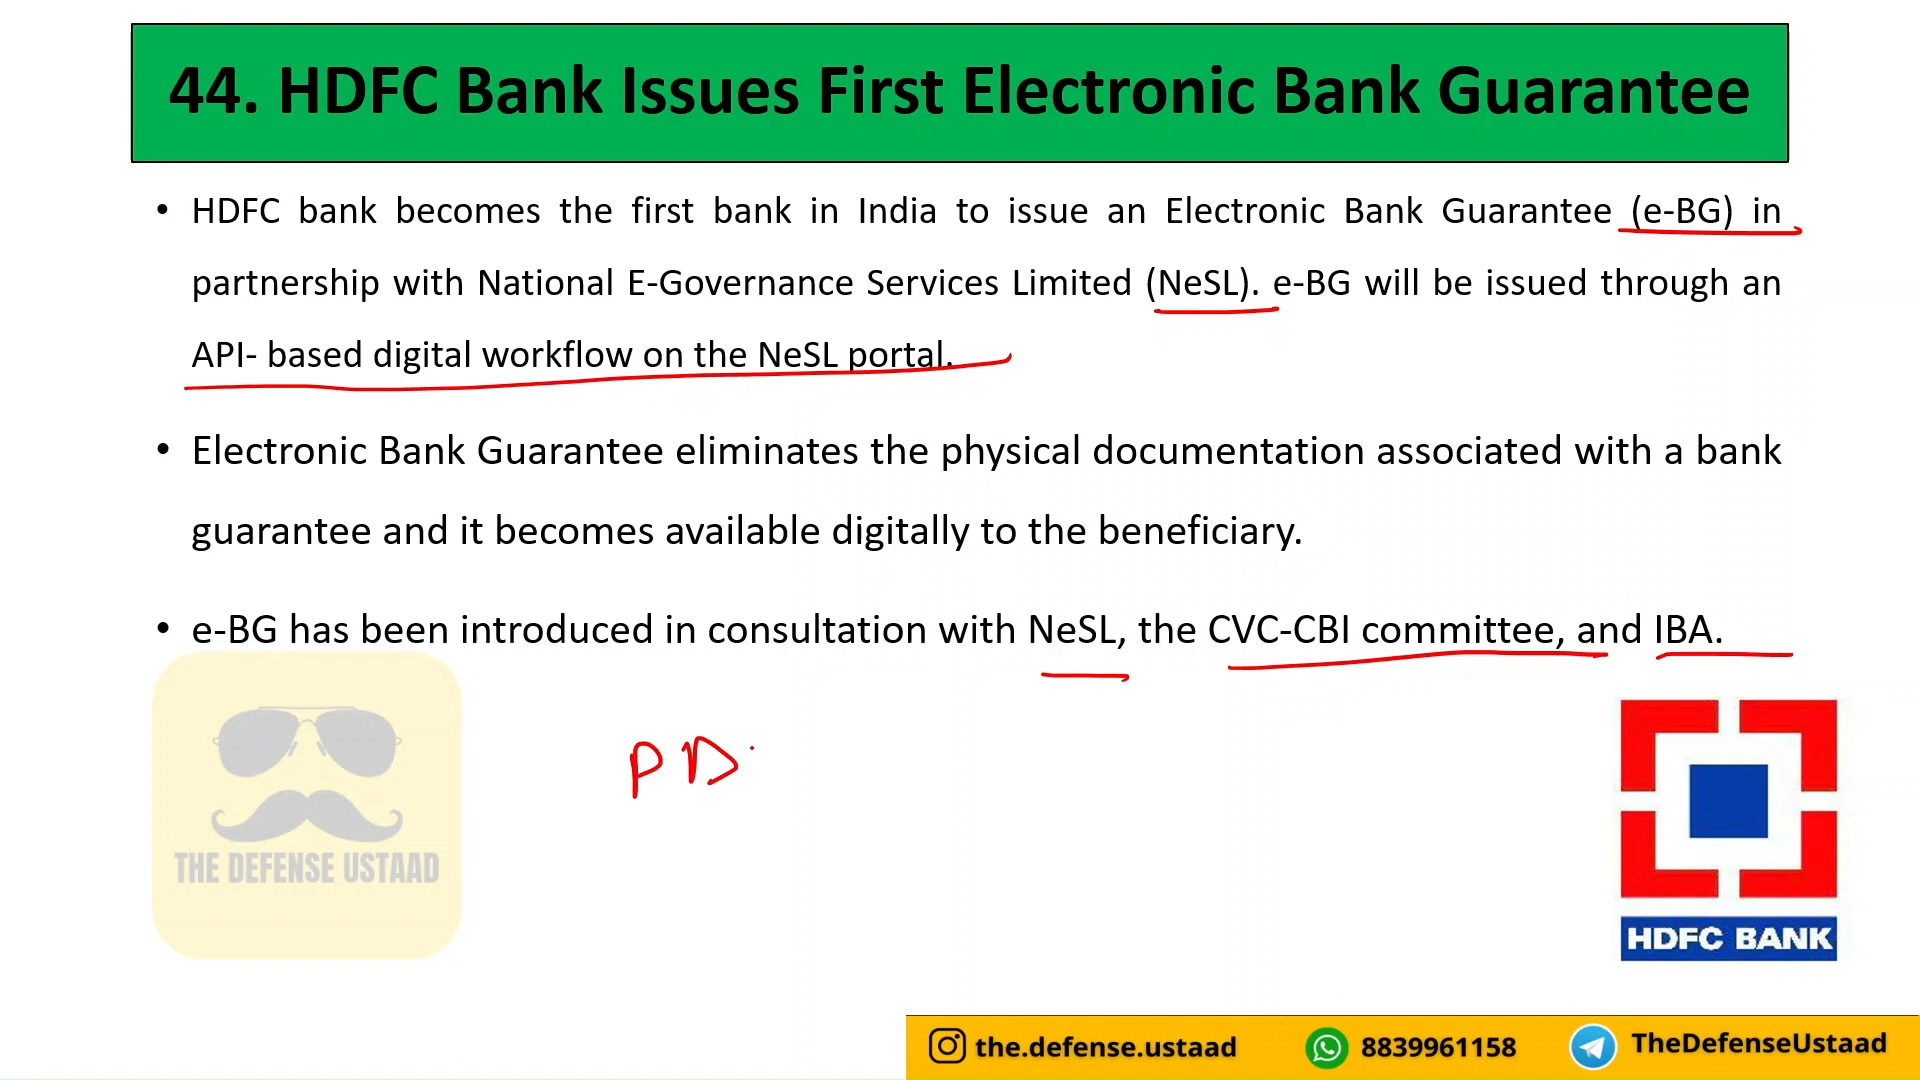 44. HDFC Bank Issues First Electronic Bank Guarantee
• HDFC bank becomes the first bank in India to issue an Electronic Bank Guarantee (e-BG) in
partnership with National E-Governance Services Limited (NeSL). e-BG will be issued through an
API- based digital workflow on the NeSL portal.
• Electronic Bank Guarantee eliminates the physical documentation associated with a bank
guarantee and it becomes available digitally to the beneficiary.
• e-BG has been introduced in consultation with NeSL, the CVC-CBI committee, and IBA.
P D
THE DEFENSE USTAAD
HDFC BANK
the.defense.ustaad 8839961158 TheDefenseUstaad